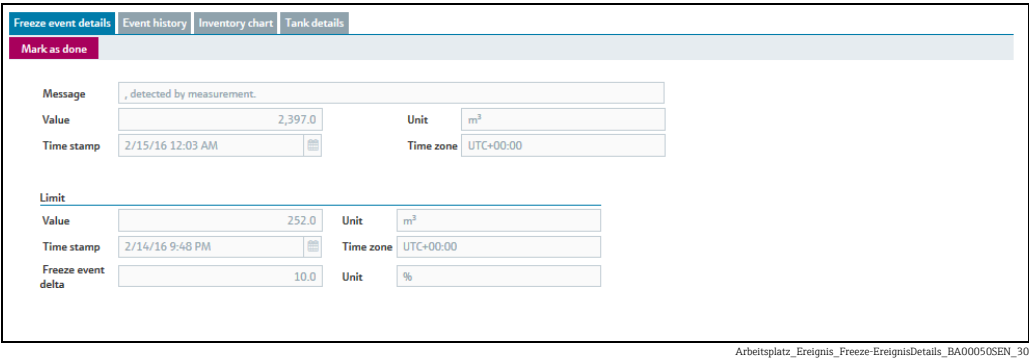 Freeze event details Event history Inventory chart Tank details
Mark as done
Message , detected by measurement.
Value 2,397.0 Unit m³
Time stamp 2/15/16 12:03 AM Time zone UTC+00:00
Limit
Value 252.0 Unit m³
Time stamp 2/14/16 9:48 PM Time zone UTC+00:00
Freeze event
delta 10.0 Unit %
Arbeitsplatz_Ereignis_Freeze-EreignisDetails_BA00050SEN_30